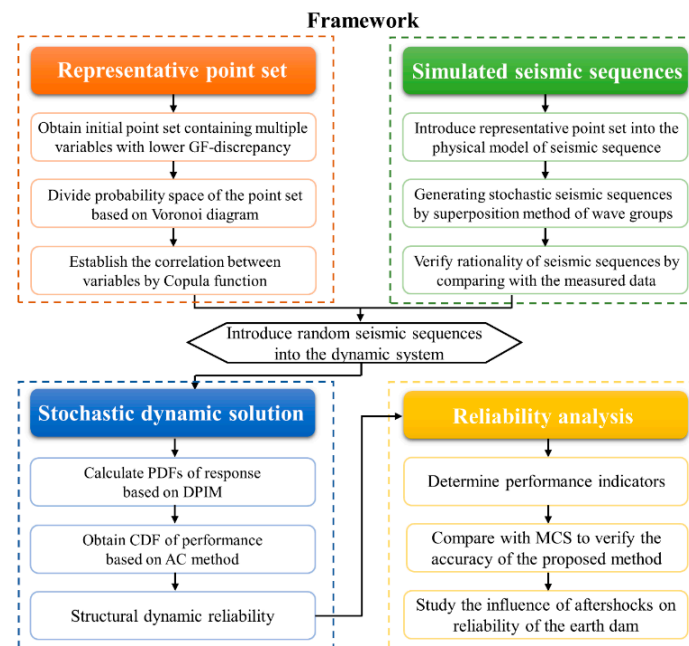 Framework
Representative point set
Obtain initial point set containing multiple
variables with lower GF-discrepancy
Divide probability space of the point set
based on Voronoi diagram
Establish the correlation between
variables by Copula function
Simulated seismic sequences
Introduce representative point set into the
physical model of seismic sequence
Generating stochastic seismic sequences
by superposition method of wave groups
Verify rationality of seismic sequences by
comparing with the measured data
Introduce random seismic sequences
into the dynamic system
Stochastic dynamic solution
Calculate PDFs of response
based on DPIM
Obtain CDF of performance
based on AC method
Structural dynamic reliability
Reliability analysis
Determine performance indicators
Compare with MCS to verify the
accuracy of the proposed method
Study the influence of aftershocks on
reliability of the earth dam